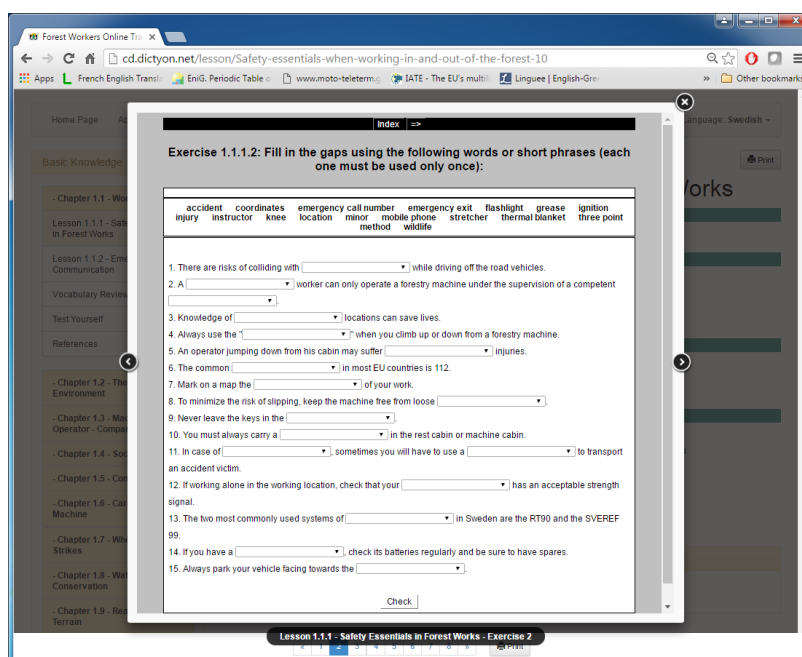 Forest Workers Online Tra
cd.dictyon.net/lesson/Safety-essentials-when-working-in-and-out-of-the-forest-10
Apps French English Transla EniG. Periodic Table o www.moto-teleterm.g IATE - The EU's multil Linguee | English-Gre » Other bookmarks
Home Page Ab anguage: Swedish
Index =>
Exercise 1.1.1.2: Fill in the gaps using the following words or short phrases (each
one must be used only once):
Basic Knowledge Print
- Chapter 1.1 - Wo orks
accident coordinates emergency call number emergency exit flashlight grease ignition
injury instructor knee location minor mobile phone stretcher thermal blanket three point
method wildlife
Lesson 1.1.1 - Safe
in Forest Works
Lesson 1.1.2 - Eme
Communication
Vocabulary Review
Test Yourself
References
- Chapter 1.2 - The
Environment
- Chapter 1.3 - Mac
Operator - Compa
- Chapter 1.4 - Soc
- Chapter 1.5 - Con
- Chapter 1.6 - Car
Machine
- Chapter 1.7 - Whe
Strikes
- Chapter 1.8 - Wat
Conservation
- Chapter 1.9 - Rea
Terrain
1. There are risks of colliding with while driving off the road vehicles.
2. A worker can only operate a forestry machine under the supervision of a competent
.
3. Knowledge of locations can save lives.
4. Always use the " " when you climb up or down from a forestry machine.
5. An operator jumping down from his cabin may suffer injuries.
6. The common in most EU countries is 112.
7. Mark on a map the of your work.
8. To minimize the risk of slipping, keep the machine free from loose .
9. Never leave the keys in the .
10. You must always carry a in the rest cabin or machine cabin.
11. In case of , sometimes you will have to use a to transport
an accident victim.
12. If working alone in the working location, check that your has an acceptable strength
signal.
13. The two most commonly used systems of in Sweden are the RT90 and the SVEREF
99.
14. If you have a , check its batteries regularly and be sure to have spares.
15. Always park your vehicle facing towards the .
Check
Lesson 1.1.1 - Safety Essentials in Forest Works - Exercise 2
« 1 2 3 4 5 6 7 8 » Print